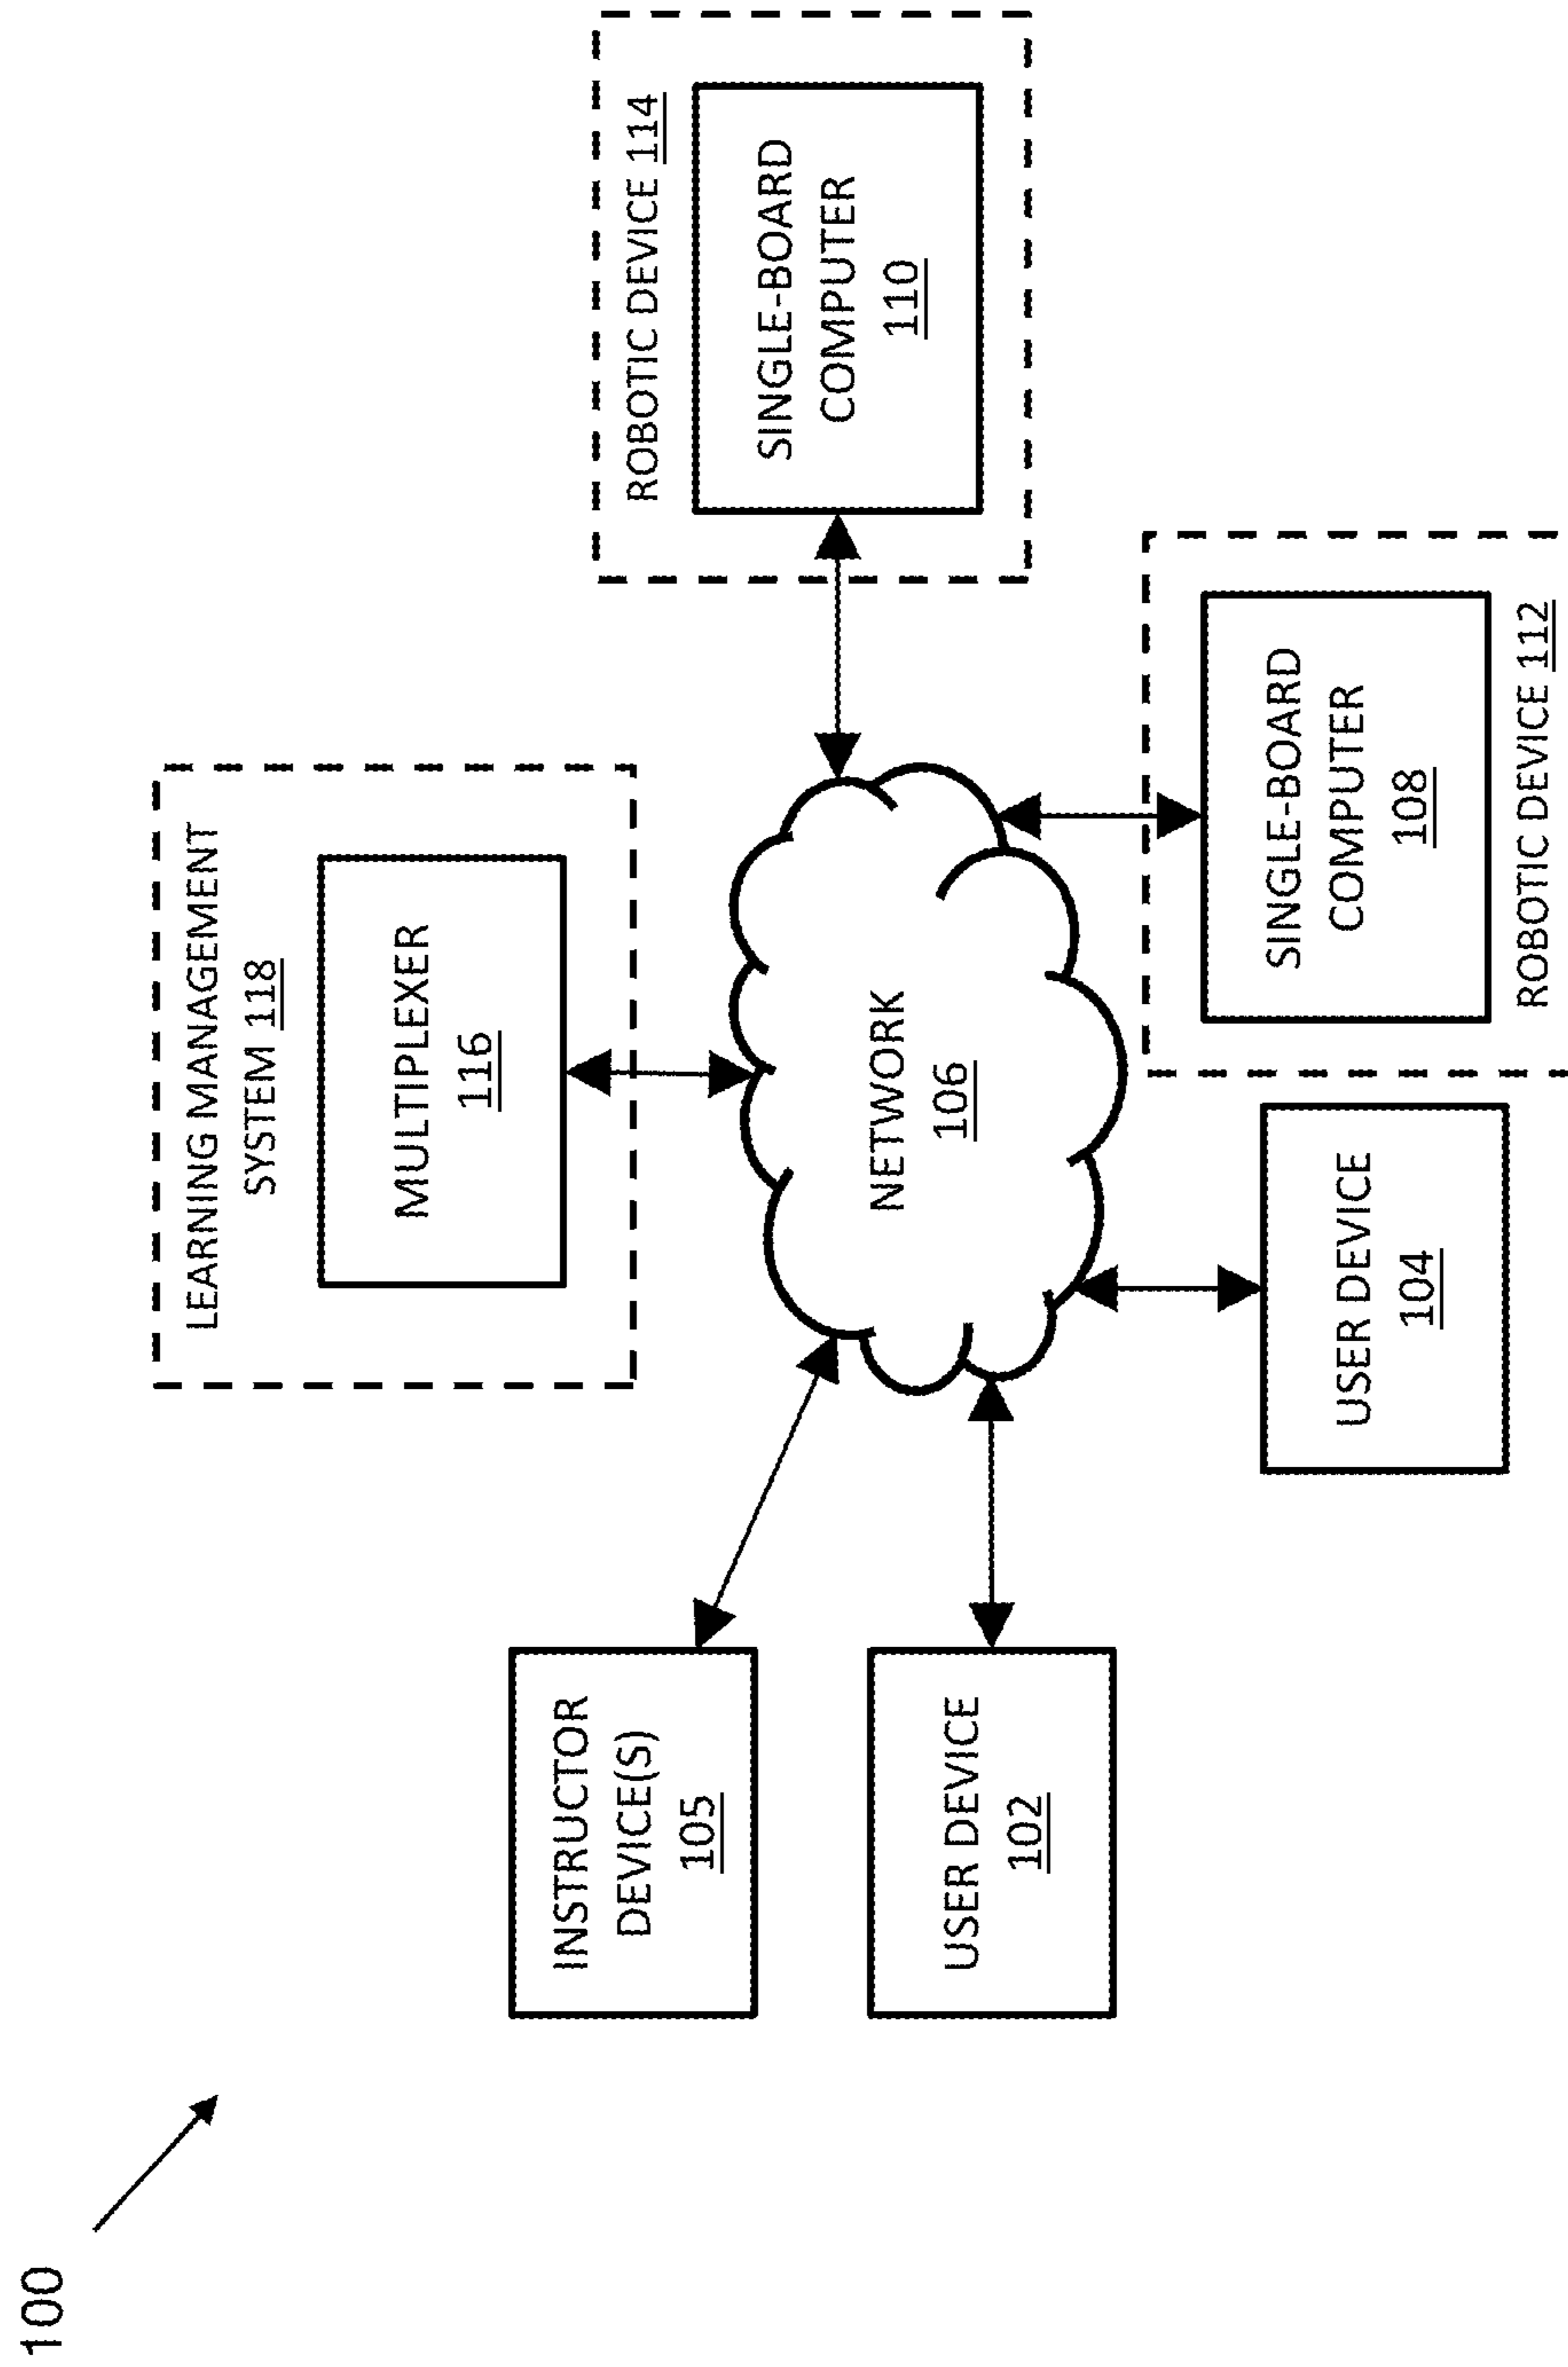 100
LEARNING MANAGEMENT
SYSTEM 118
MULTIPLEXER
116
INSTRUCTOR
DEVICE(S)
105
NETWORK
106
ROBOTIC DEVICE 114
SINGLE-BOARD
COMPUTER
110
USER DEVICE
102
USER DEVICE
104
SINGLE-BOARD
COMPUTER
108
ROBOTIC DEVICE 112